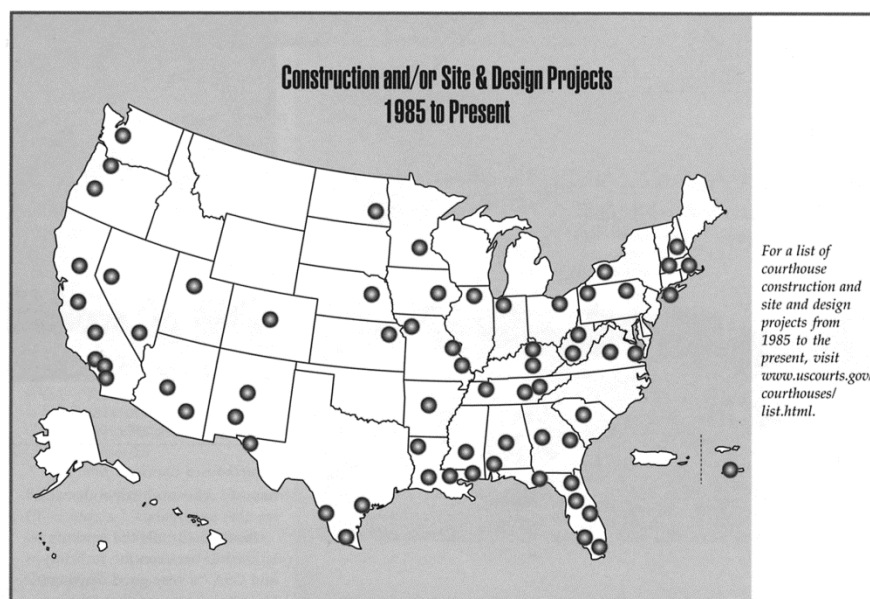 Construction and/or Site & Design Projects
1985 to Present
For a list of
courthouse
construction and
site and design
projects from
1985 to the
present, visit
www.uscourts.gov/
courthouses/
list.html.